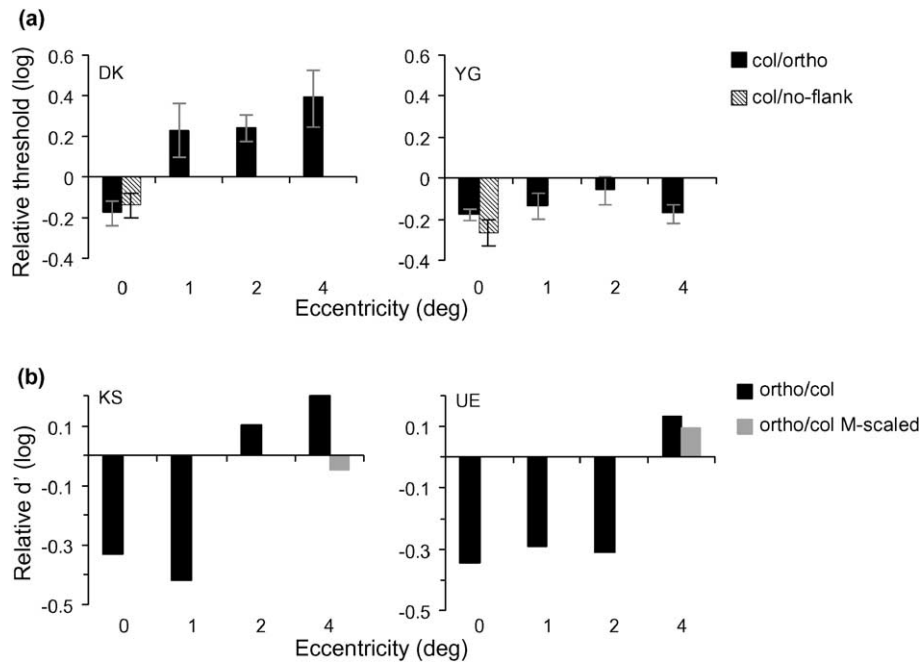 (a)
DK
YG
col/ortho
col/no-flank
Relative threshold (log)
0.6
0.4
0.2
0
-0.2
-0.4
0 1 2 4
0.6
0.4
0.2
0
-0.2
-0.4
0 1 2 4
Eccentricity (deg)
(b)
KS
UE
ortho/col
ortho/col M-scaled
Relative d' (log)
0.1
-0.1
-0.3
-0.5
0 1 2 4
0.1
-0.1
-0.3
-0.5
0 1 2 4
Eccentricity (deg)